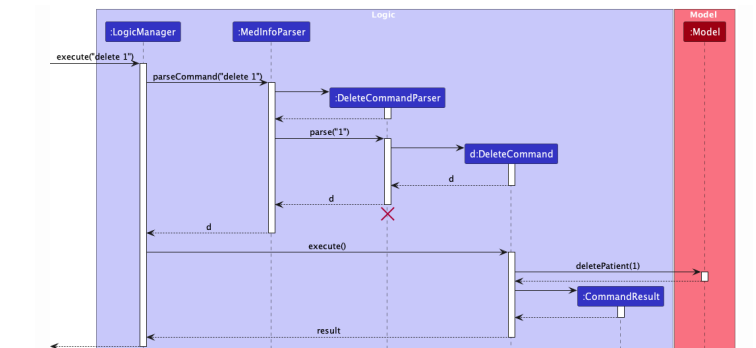 Logic
Model
:LogicManager
:MedInfoParser
:Model
execute("delete 1")
parseCommand("delete 1")
:DeleteCommandParser
parse("1")
d:DeleteCommand
d
d
d
execute()
deletePatient(1)
:CommandResult
result